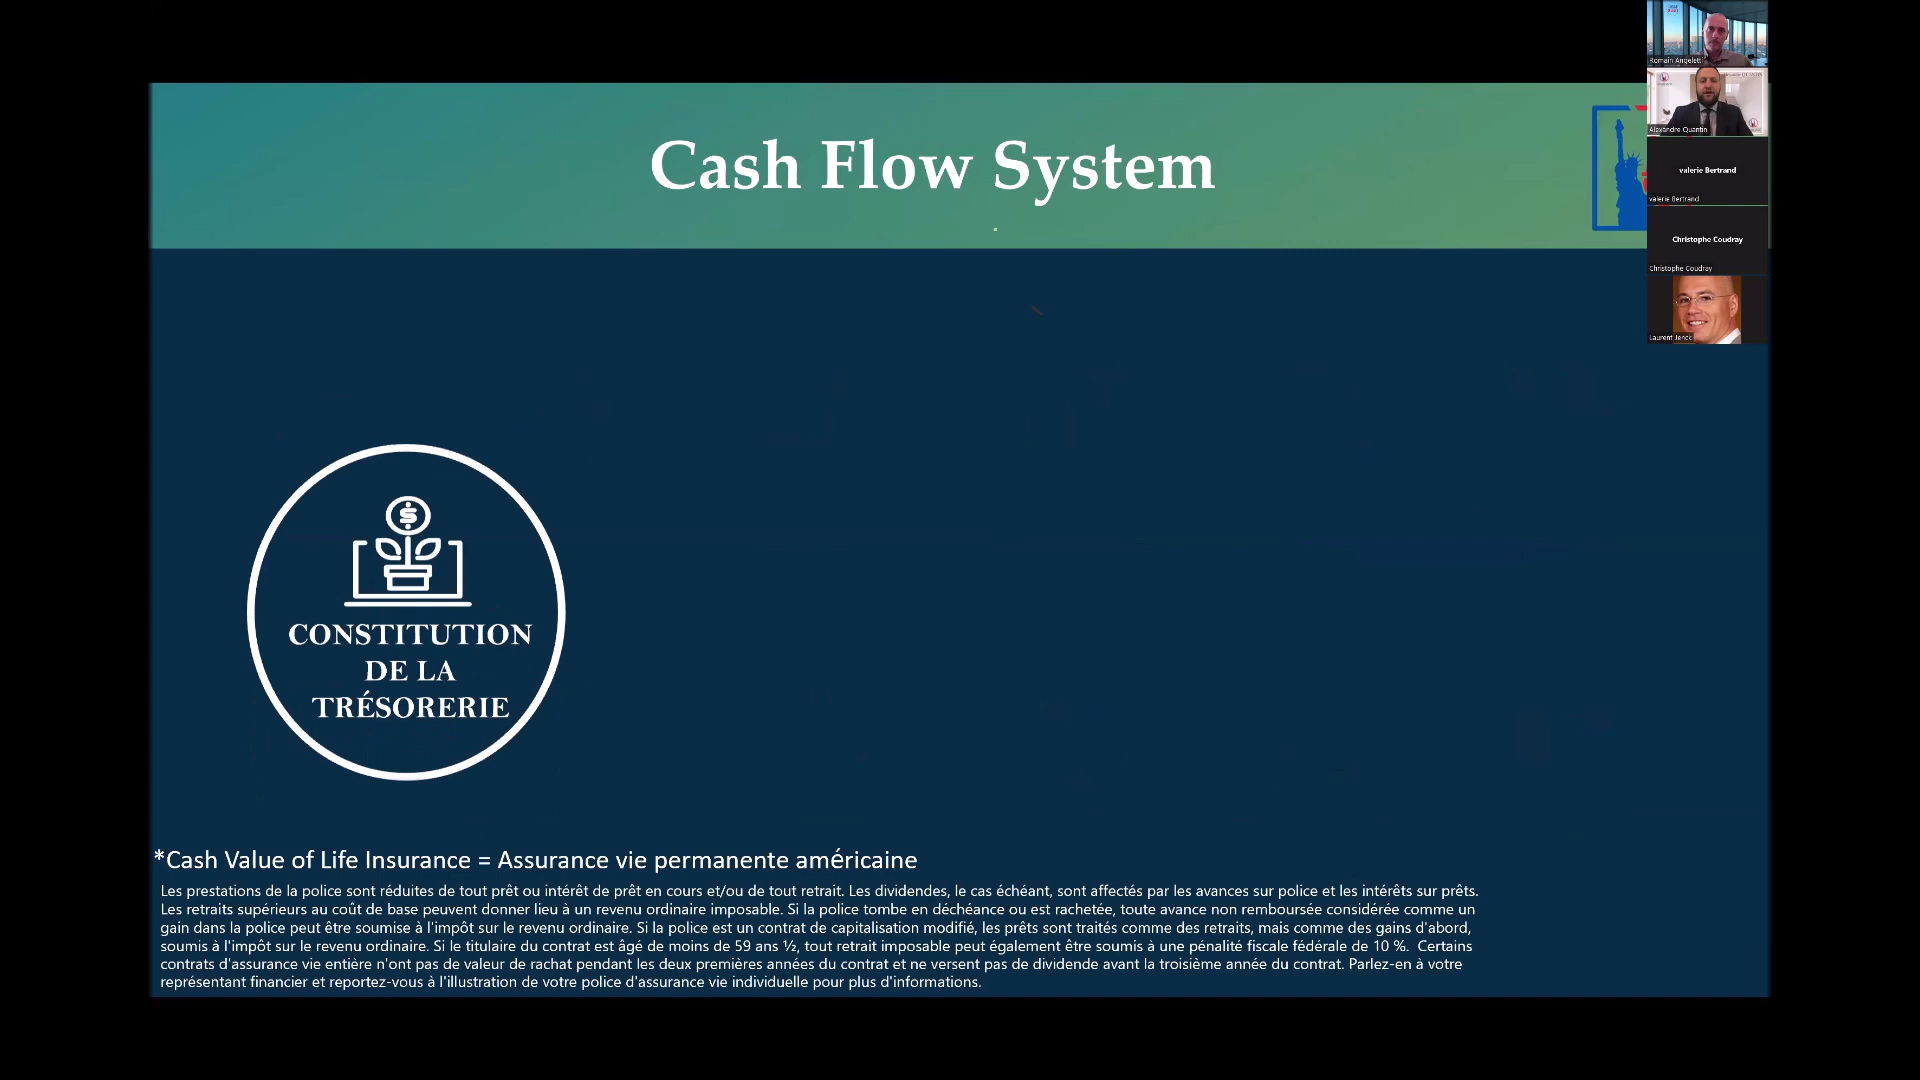 Cash Flow System
Romain Angeletti
Alexandre Quantin
valerie Bertrand
valerie Bertrand
Christophe Coudray
Christophe Coudray
Laurent Jenck
CONSTITUTION
DE LA
TRÉSORERIE
*Cash Value of Life Insurance = Assurance vie permanente américaine
Les prestations de la police sont réduites de tout prêt ou intérêt de prêt en cours et/ou de tout retrait. Les dividendes, le cas échéant, sont affectés par les avances sur police et les intérêts sur prêts.
Les retraits supérieurs au coût de base peuvent donner lieu à un revenu ordinaire imposable. Si la police tombe en déchéance ou est rachetée, toute avance non remboursée considérée comme un
gain dans la police peut être soumise à l'impôt sur le revenu ordinaire. Si la police est un contrat de capitalisation modifié, les prêts sont traités comme des retraits, mais comme des gains d'abord,
soumis à l'impôt sur le revenu ordinaire. Si le titulaire du contrat est âgé de moins de 59 ans ½, tout retrait imposable peut également être soumis à une pénalité fiscale fédérale de 10 %. Certains
contrats d'assurance vie entière n'ont pas de valeur de rachat pendant les deux premières années du contrat et ne versent pas de dividende avant la troisième année du contrat. Parlez-en à votre
représentant financier et reportez-vous à l'illustration de votre police d'assurance vie individuelle pour plus d'informations.